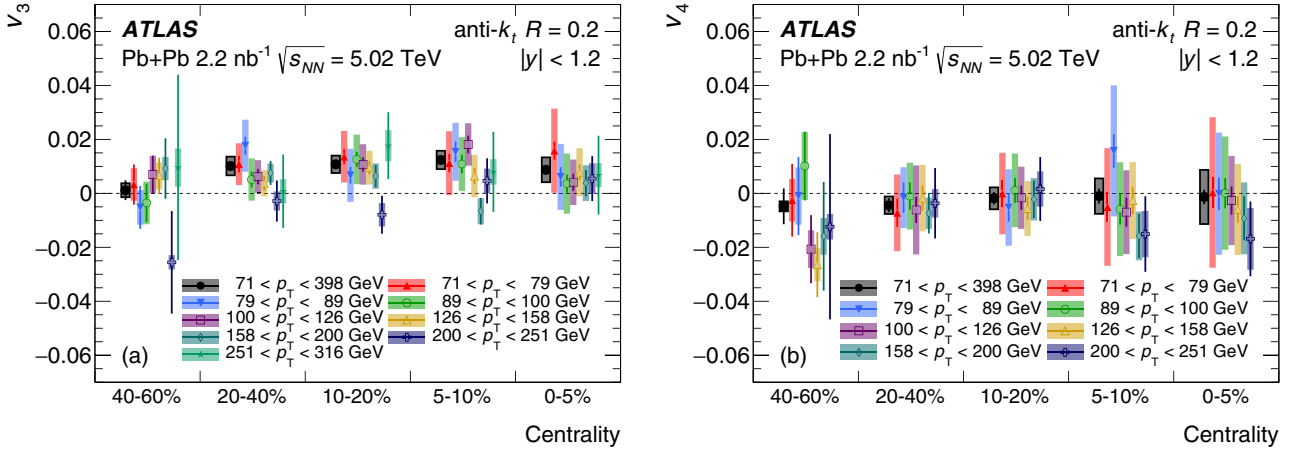 v₃
ATLAS
anti-kₜ R = 0.2
Pb+Pb 2.2 nb⁻¹ √sNN = 5.02 TeV
|y| < 1.2
0.06
0.04
0.02
0
−0.02
−0.04
−0.06
71 < pT < 398 GeV
71 < pT < 79 GeV
79 < pT < 89 GeV
89 < pT < 100 GeV
100 < pT < 126 GeV
126 < pT < 158 GeV
158 < pT < 200 GeV
200 < pT < 251 GeV
251 < pT < 316 GeV
(a)
40-60% 20-40% 10-20% 5-10% 0-5%
Centrality
v₄
ATLAS
anti-kₜ R = 0.2
Pb+Pb 2.2 nb⁻¹ √sNN = 5.02 TeV
|y| < 1.2
0.06
0.04
0.02
0
−0.02
−0.04
−0.06
71 < pT < 398 GeV
71 < pT < 79 GeV
79 < pT < 89 GeV
89 < pT < 100 GeV
100 < pT < 126 GeV
126 < pT < 158 GeV
158 < pT < 200 GeV
200 < pT < 251 GeV
(b)
40-60% 20-40% 10-20% 5-10% 0-5%
Centrality